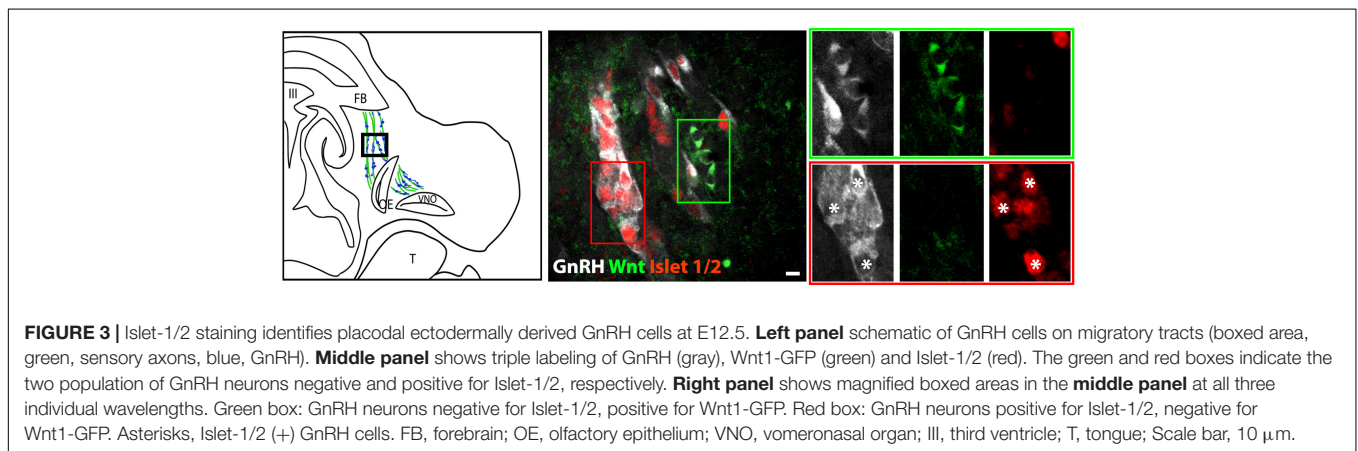 III
FB
OE
VNO
T
GnRH Wnt Islet 1/2
*
*
*
*
*
*
FIGURE 3 | Islet-1/2 staining identifies placodal ectodermally derived GnRH cells at E12.5. Left panel schematic of GnRH cells on migratory tracts (boxed area,
green, sensory axons, blue, GnRH). Middle panel shows triple labeling of GnRH (gray), Wnt1-GFP (green) and Islet-1/2 (red). The green and red boxes indicate the
two population of GnRH neurons negative and positive for Islet-1/2, respectively. Right panel shows magnified boxed areas in the middle panel at all three
individual wavelengths. Green box: GnRH neurons negative for Islet-1/2, positive for Wnt1-GFP. Red box: GnRH neurons positive for Islet-1/2, negative for
Wnt1-GFP. Asterisks, Islet-1/2 (+) GnRH cells. FB, forebrain; OE, olfactory epithelium; VNO, vomeronasal organ; III, third ventricle; T, tongue; Scale bar, 10 μm.